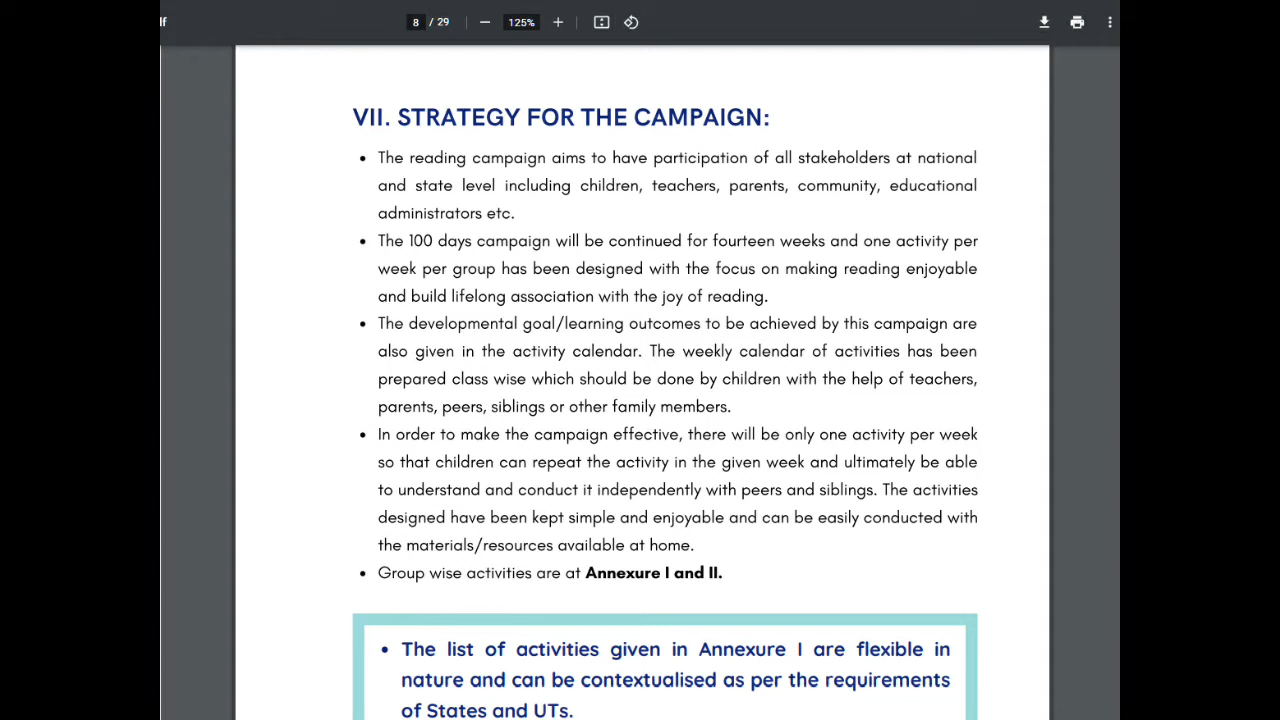 lf
8 / 29
125%
VII. STRATEGY FOR THE CAMPAIGN:
• The reading campaign aims to have participation of all stakeholders at national
and state level including children, teachers, parents, community, educational
administrators etc.
• The 100 days campaign will be continued for fourteen weeks and one activity per
week per group has been designed with the focus on making reading enjoyable
and build lifelong association with the joy of reading.
• The developmental goal/learning outcomes to be achieved by this campaign are
also given in the activity calendar. The weekly calendar of activities has been
prepared class wise which should be done by children with the help of teachers,
parents, peers, siblings or other family members.
• In order to make the campaign effective, there will be only one activity per week
so that children can repeat the activity in the given week and ultimately be able
to understand and conduct it independently with peers and siblings. The activities
designed have been kept simple and enjoyable and can be easily conducted with
the materials/resources available at home.
• Group wise activities are at Annexure I and II.
• The list of activities given in Annexure I are flexible in
nature and can be contextualised as per the requirements
of States and UTs.